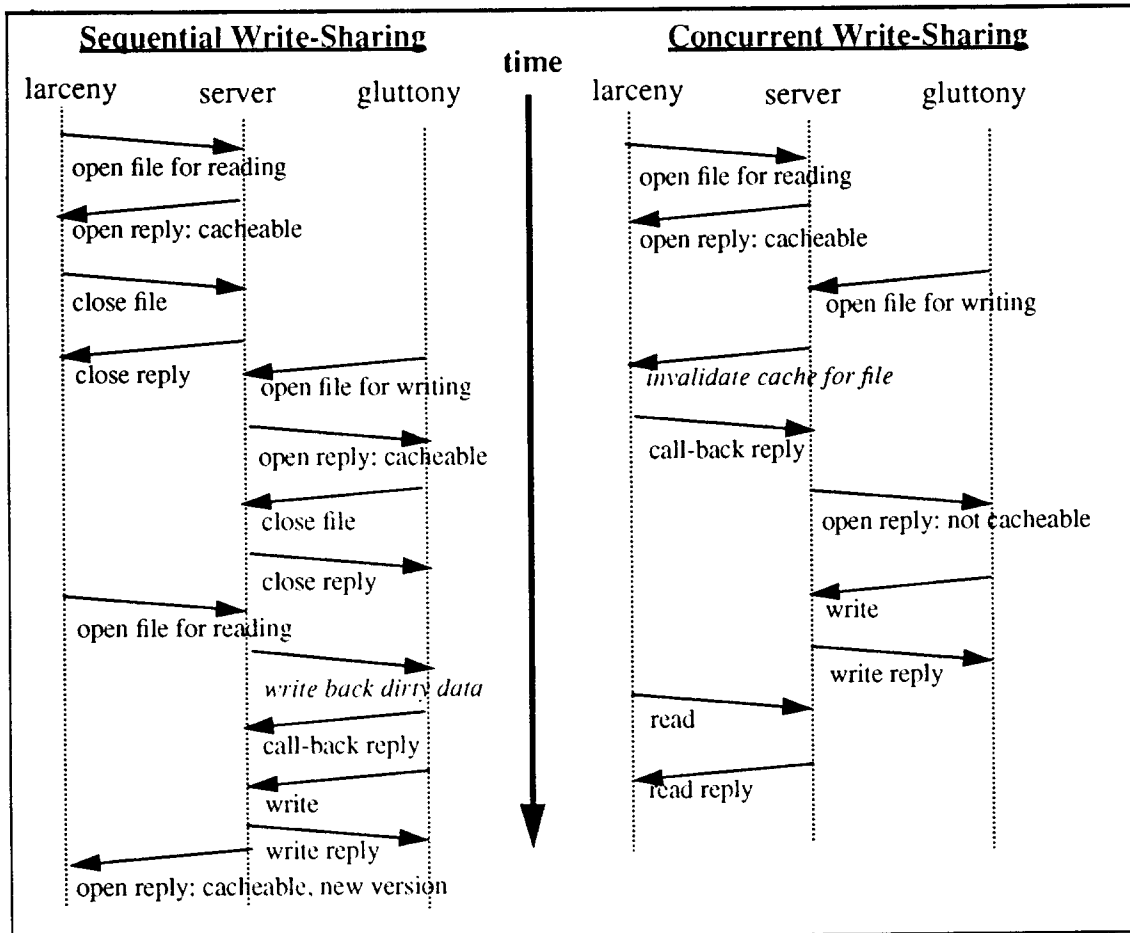 Sequential Write-Sharing
larceny server gluttony
open file for reading
open reply: cacheable
close file
close reply
open file for writing
open reply: cacheable
close file
close reply
open file for reading
write back dirty data
call-back reply
write
write reply
open reply: cacheable, new version
time
Concurrent Write-Sharing
larceny server gluttony
open file for reading
open reply: cacheable
open file for writing
invalidate cache for file
call-back reply
open reply: not cacheable
write
write reply
read
read reply